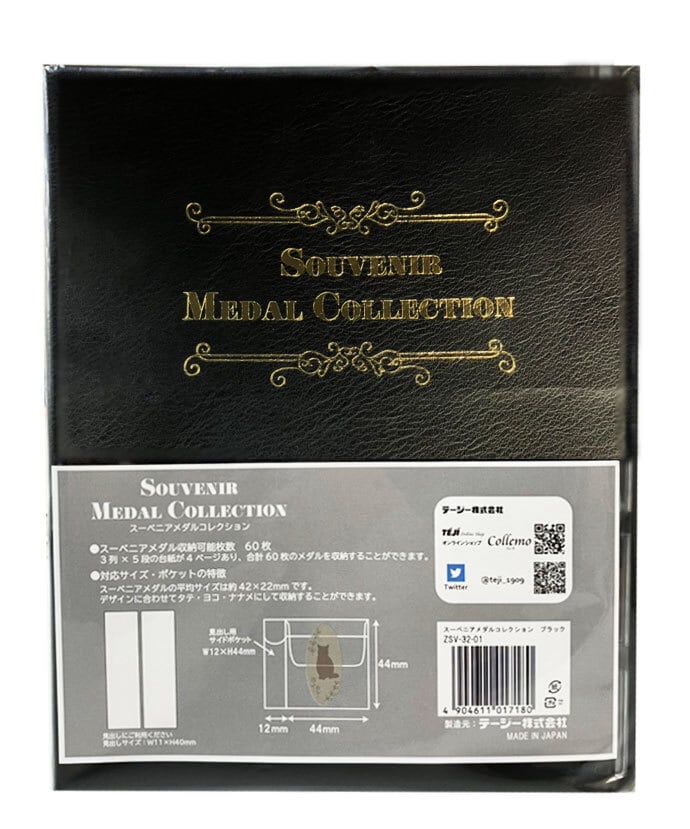 SOUVENIR
MEDAL COLLECTION
SOUVENIR
MEDAL COLLECTION
スーベニアメダルコレクション
●スーベニアメダル収納可能枚数 60枚
3列×5段の台紙が4ページあり、合計60枚のメダルを収納することができます。
●対応サイズ・ポケットの特徴
スーベニアメダルの平均サイズは約42×22mmです。
デザインに合わせてタテ・ヨコ・ナナメにして収納することができます。
見出しにご利用ください
見出しサイズ:W11×H40mm
見出し用
サイドポケット
W12×H44mm
44mm
12mm
44mm
テージー株式会社
TEJI Online Shop
オンラインショップ
Collemo
Twitter
@teji_1909
スーベニアメダルコレクション ブラック
ZSV-32-01
4 904611 017180
製造元:テージー株式会社
MADE IN JAPAN